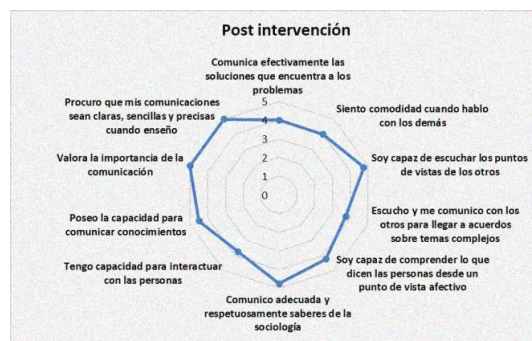 Post intervención
Comunica efectivamente las
soluciones que encuentra a los
problemas
Siento comodidad cuando hablo
con los demás
Soy capaz de escuchar los puntos
de vistas de los otros
Escucho y me comunico con los
otros para llegar a acuerdos
sobre temas complejos
Soy capaz de comprender lo que
dicen las personas desde un
punto de vista afectivo
Comunico adecuada y
respetuosamente saberes de la
sociología
Tengo capacidad para interactuar
con las personas
Poseo la capacidad para
comunicar conocimientos
Valora la importancia de la
comunicación
Procuro que mis comunicaciones
sean claras, sencillas y precisas
cuando enseño
5
4
3
2
1
0